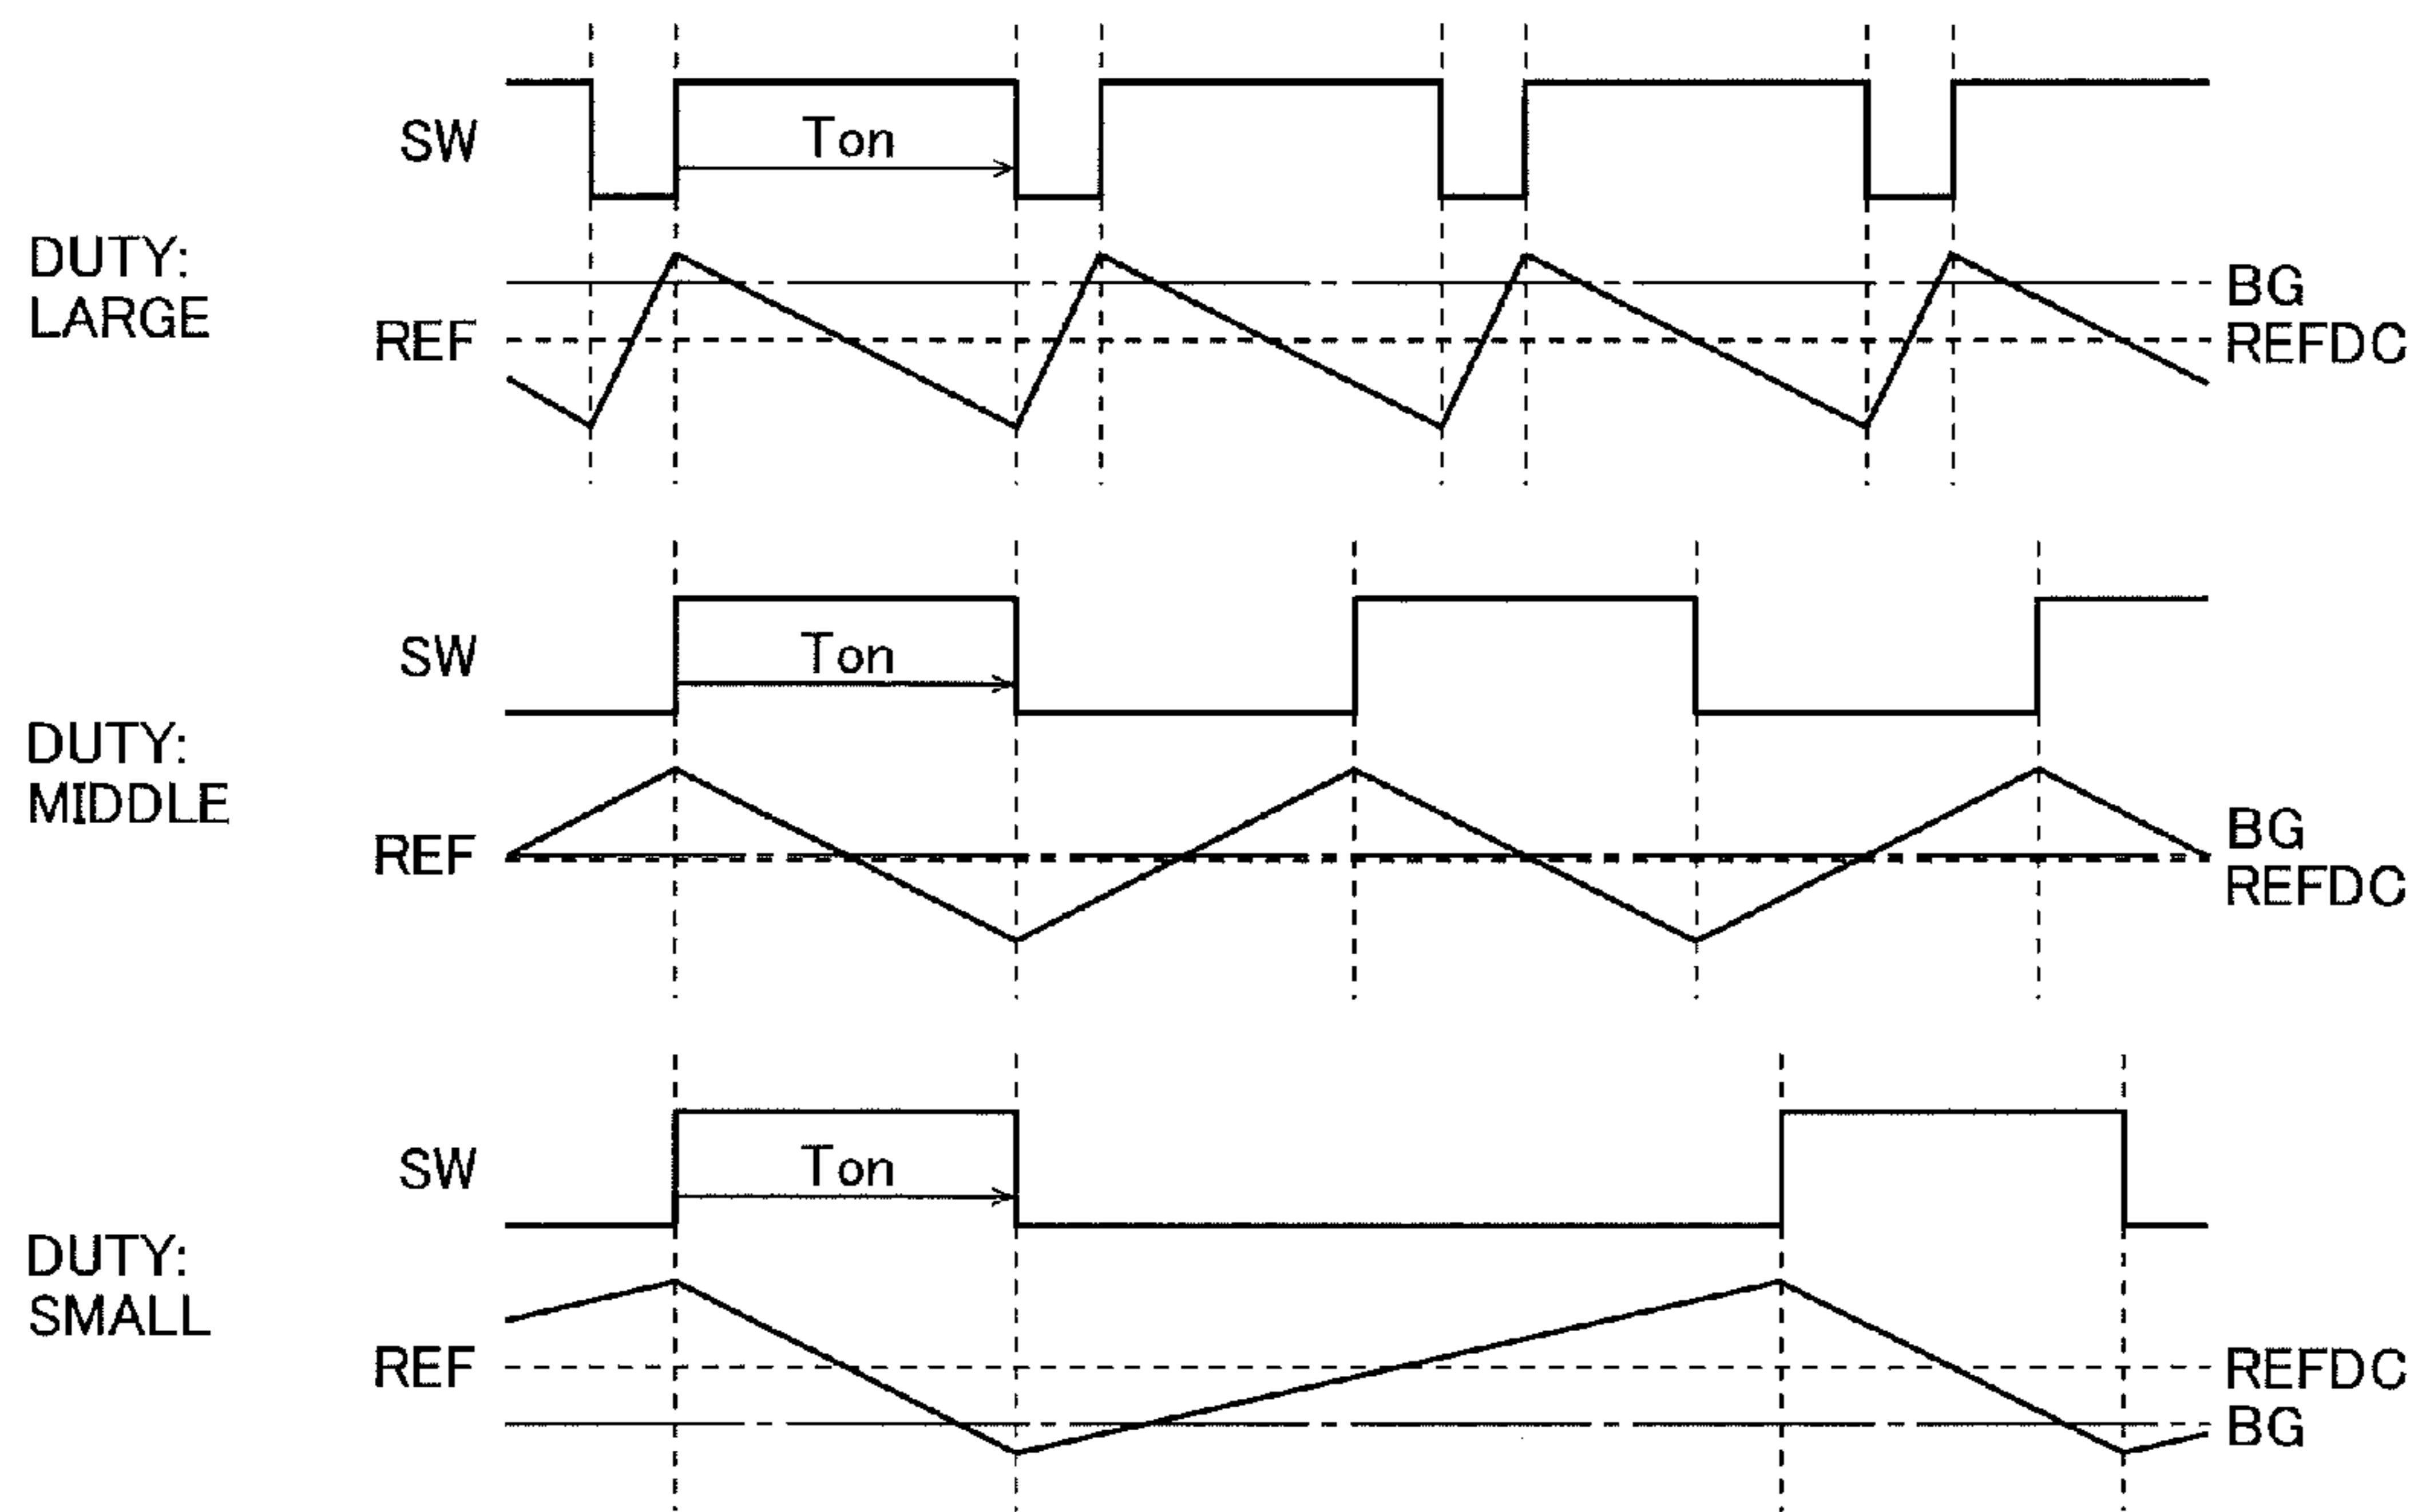 SW
Ton
DUTY:
LARGE
BG
REF
REFDC
SW
Ton
DUTY:
MIDDLE
BG
REF
REFDC
SW
Ton
DUTY:
SMALL
REF
REFDC
BG